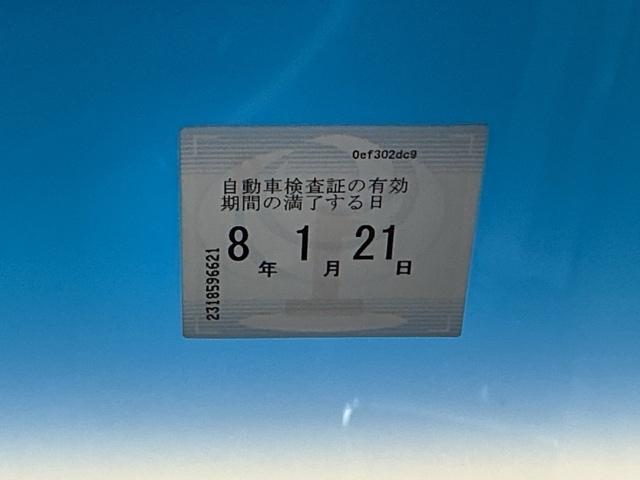 0ef302dc9
自動車検査証の有効
期間の満了する日
8年 1月 21日
2318596621